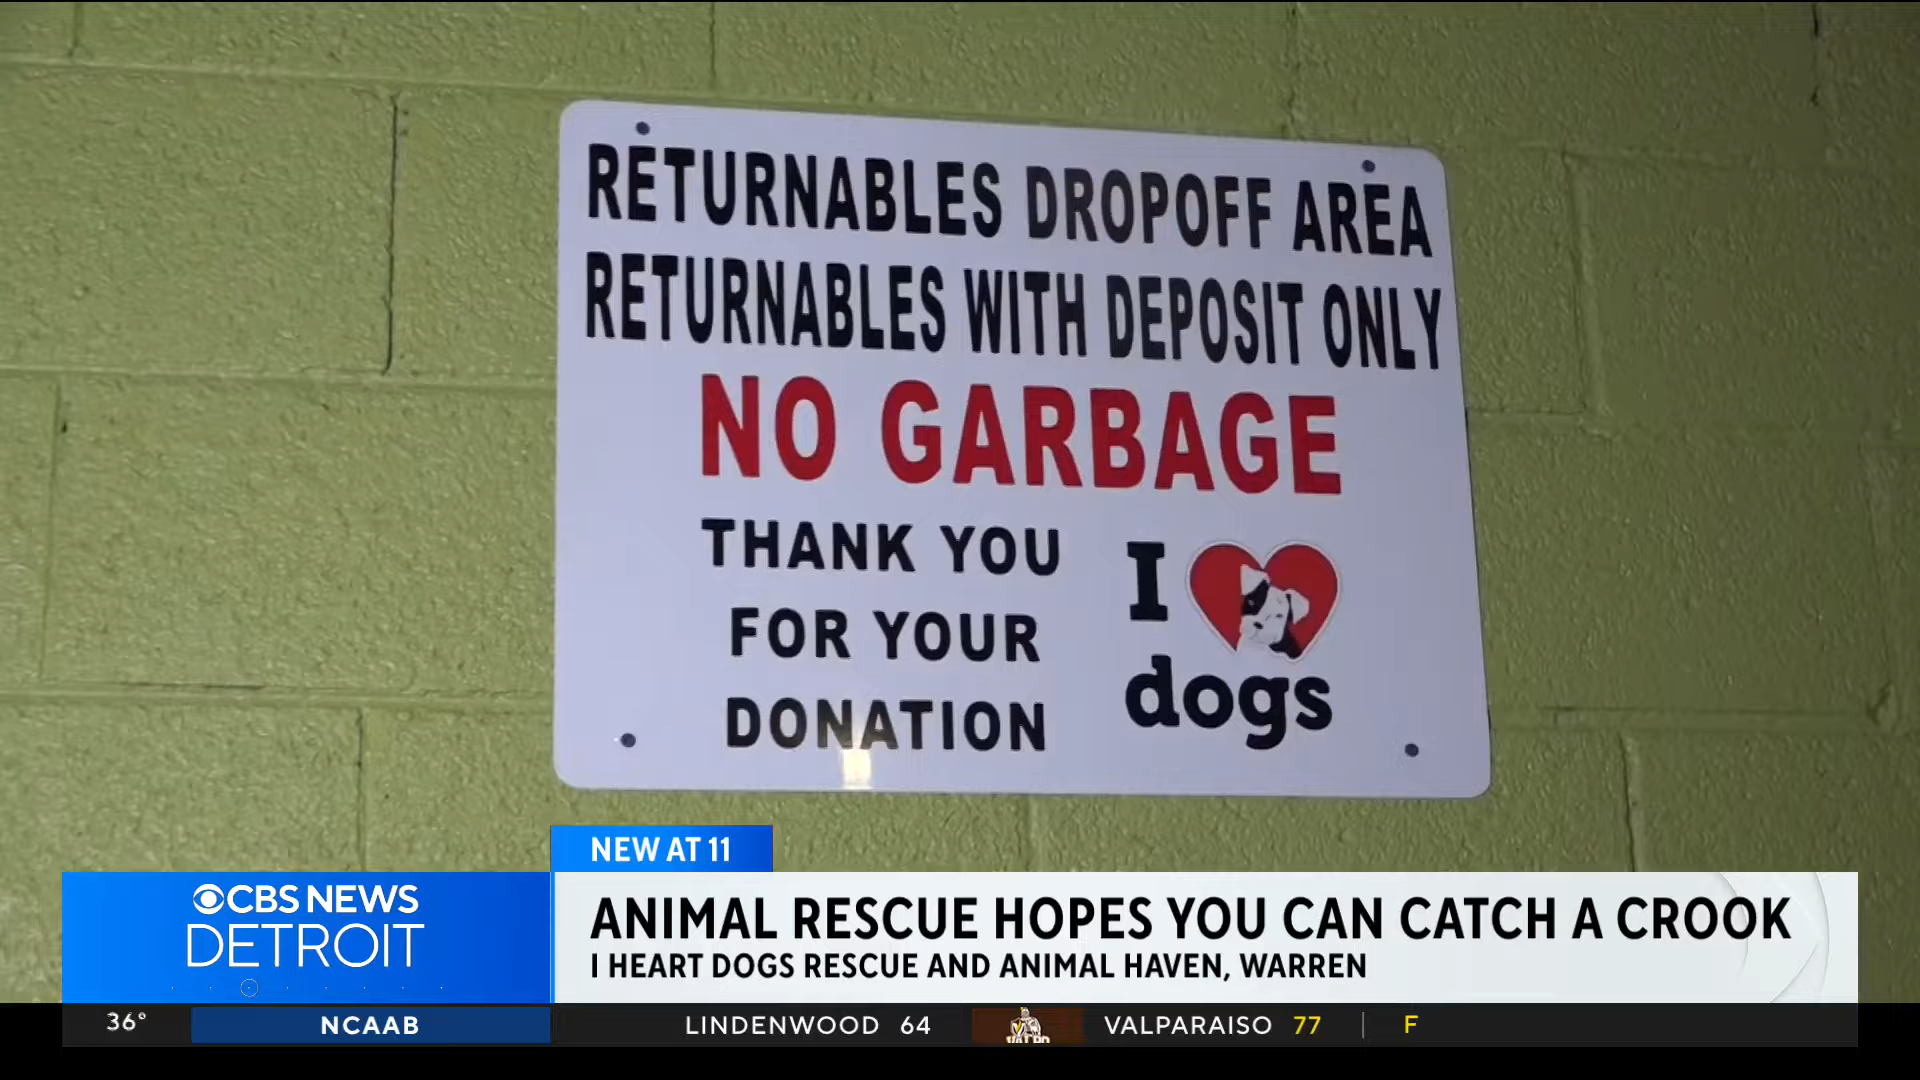 RETURNABLES DROPOFF AREA
RETURNABLES WITH DEPOSIT ONLY
NO GARBAGE
THANK YOU
FOR YOUR
DONATION
I
dogs
NEW AT 11
CBS NEWS
DETROIT
ANIMAL RESCUE HOPES YOU CAN CATCH A CROOK
I HEART DOGS RESCUE AND ANIMAL HAVEN, WARREN
36°
NCAAB
LINDENWOOD 64
VALPO
VALPARAISO 77 | F